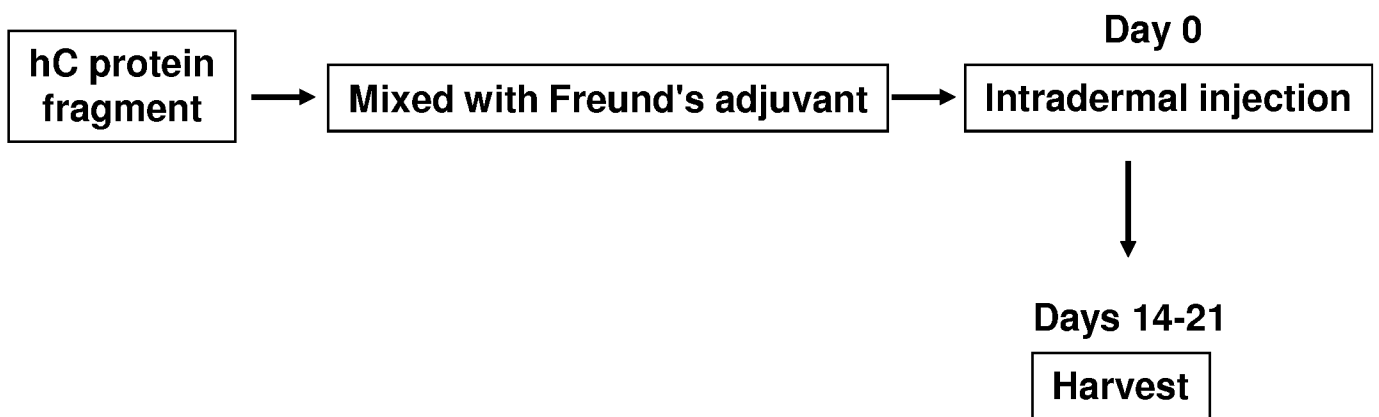 hC protein
fragment
Mixed with Freund's adjuvant
Day 0
Intradermal injection
Days 14-21
Harvest